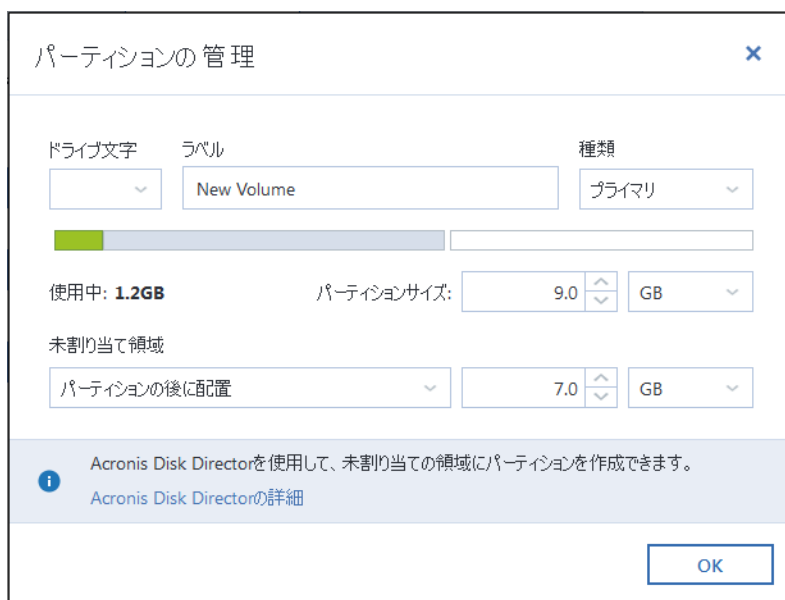 パーティションの管理
ドライブ文字 ラベル 種類
New Volume プライマリ
使用中: 1.2GB パーティションサイズ: 9.0 GB
未割り当て領域
パーティションの後に配置 7.0 GB
Acronis Disk Directorを使用して、未割り当ての領域にパーティションを作成できます。
Acronis Disk Directorの詳細
OK